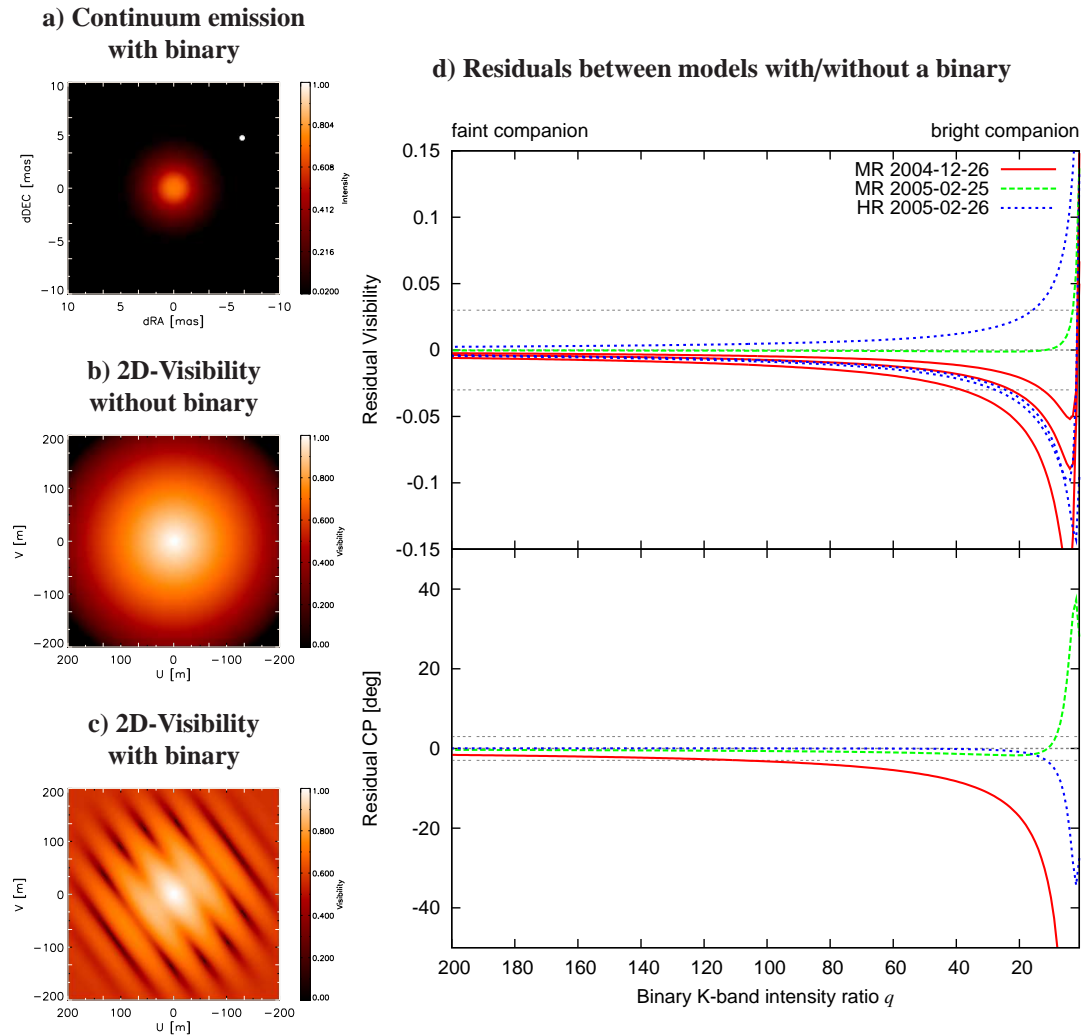 a) Continuum emission
with binary
10
5
0
−5
−10
dDEC [mas]
10 5 0 −5 −10
dRA [mas]
1.00
0.804
0.608
0.412
0.216
0.0200
Intensity
b) 2D-Visibility
without binary
200
100
0
−100
−200
V [m]
200 100 0 −100 −200
U [m]
1.00
0.800
0.600
0.400
0.200
0.00
Visibility
c) 2D-Visibility
with binary
200
100
0
−100
−200
V [m]
200 100 0 −100 −200
U [m]
1.00
0.800
0.600
0.400
0.200
0.00
Visibility
d) Residuals between models with/without a binary
faint companion bright companion
MR 2004-12-26
MR 2005-02-25
HR 2005-02-26
0.15
0.1
0.05
0
-0.05
-0.1
-0.15
Residual Visibility
40
20
0
-20
-40
Residual CP [deg]
200 180 160 140 120 100 80 60 40 20
Binary K-band intensity ratio q